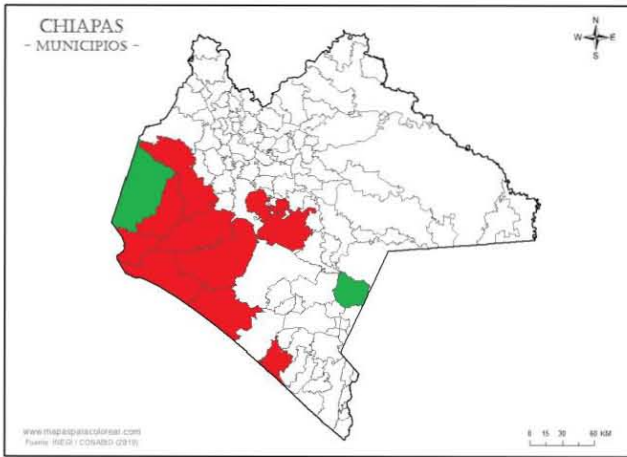 CHIAPAS
- MUNICIPIOS -
N
W E
S
www.mapasparacolorear.com
Fuente: INEGI / CONABIO (2019)
0 15 30 60 KM